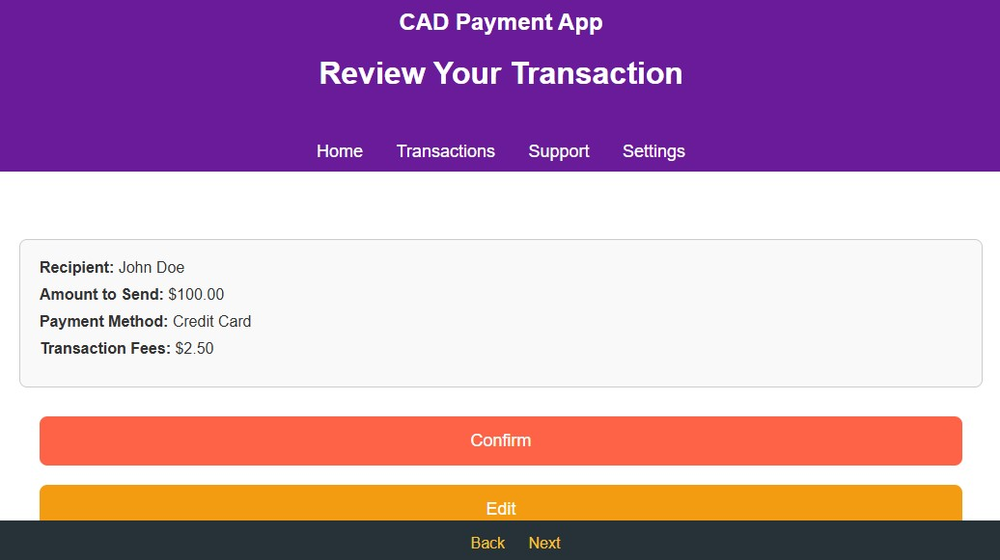 CAD Payment App
Review Your Transaction
Home Transactions Support Settings
Recipient: John Doe
Amount to Send: $100.00
Payment Method: Credit Card
Transaction Fees: $2.50
Confirm
Edit
Back Next